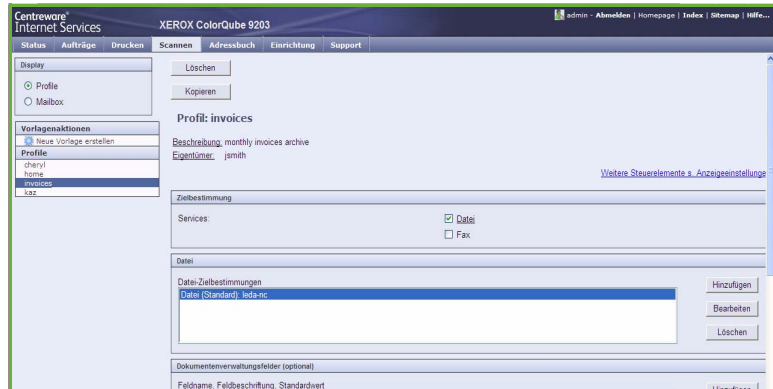 Centreware®
Internet Services
XEROX ColorQube 9203
admin - Abmelden | Homepage | Index | Sitemap | Hilfe...
Status Aufträge Drucken Scannen Adressbuch Einrichtung Support
Display
Profile
Mailbox
Vorlagenaktionen
Neue Vorlage erstellen
Profile
cheryl
home
invoices
kaz
Löschen
Kopieren
Profil: invoices
Beschreibung: monthly invoices archive
Eigentümer: jsmith
Weitere Steuerelemente s. Anzeigeeinstellunge
Zielbestimmung
Services:
Datei
Fax
Datei
Datei-Zielbestimmungen
Datei (Standard): leda-nc
Hinzufügen
Bearbeiten
Löschen
Dokumentenverwaltungsfelder (optional)
Feldname, Feldbeschriftung, Standardwert
Hinzufügen